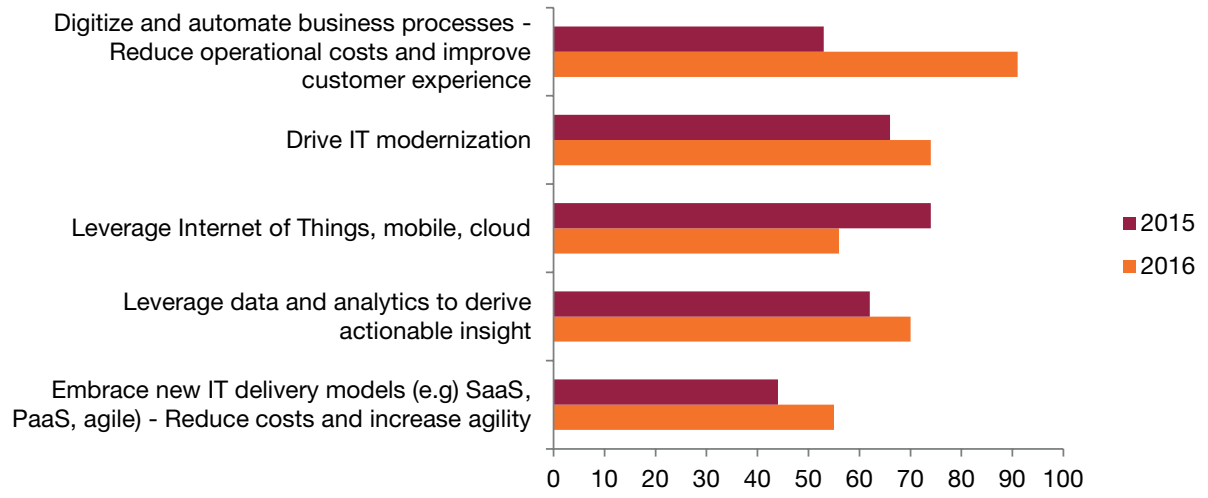 Digitize and automate business processes -
Reduce operational costs and improve
customer experience
Drive IT modernization
Leverage Internet of Things, mobile, cloud
Leverage data and analytics to derive
actionable insight
Embrace new IT delivery models (e.g) SaaS,
PaaS, agile) - Reduce costs and increase agility
2015
2016
0 10 20 30 40 50 60 70 80 90 100